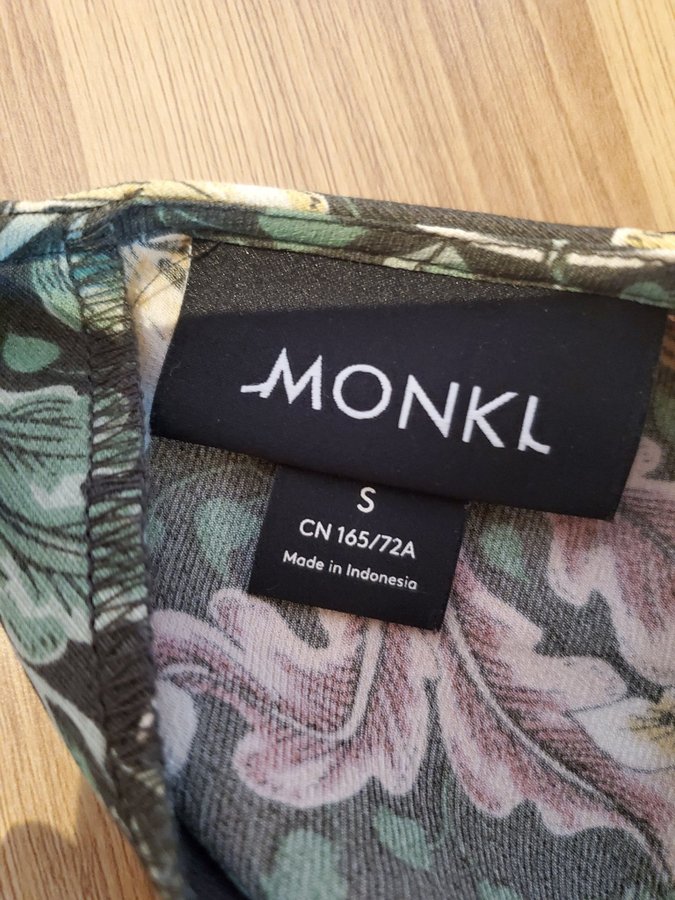 MONKI
S
CN 165/72A
Made in Indonesia